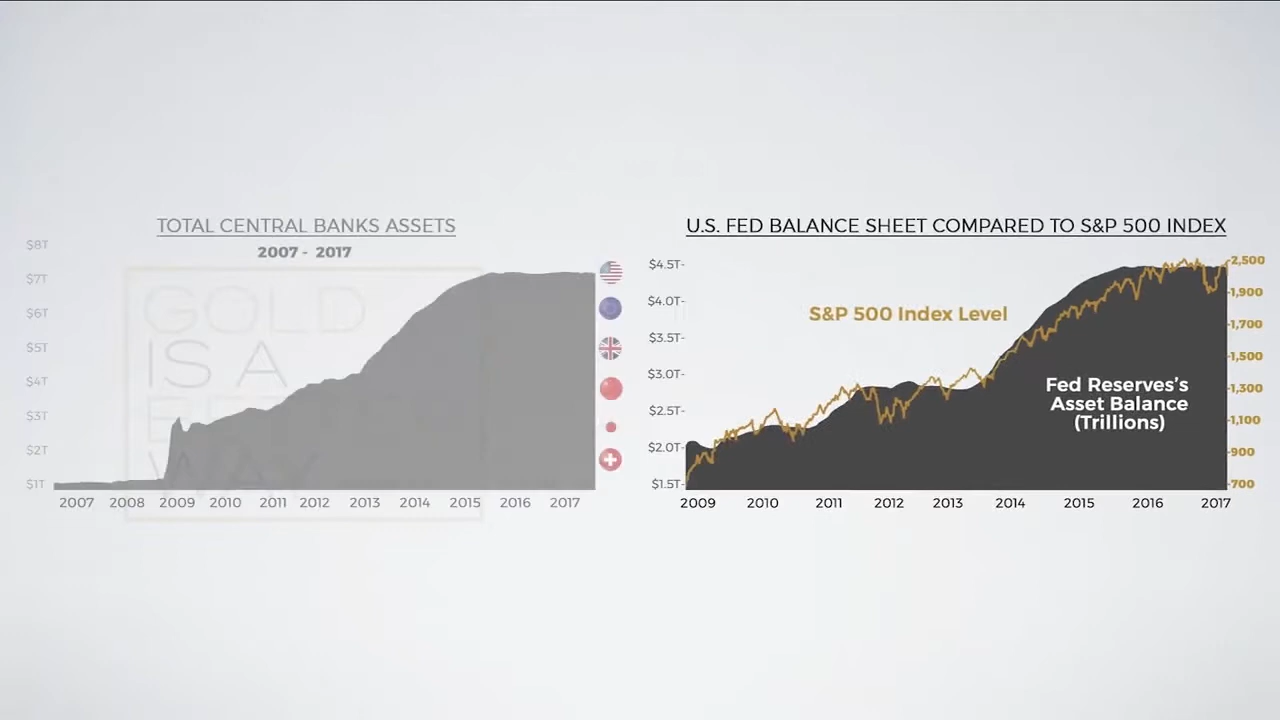 TOTAL CENTRAL BANKS ASSETS
2007 - 2017
$8T
$7T
$6T
$5T
$4T
$3T
$2T
$1T
2007 2008 2009 2010 2011 2012 2013 2014 2015 2016 2017
GOLD
IS A
WAY
U.S. FED BALANCE SHEET COMPARED TO S&P 500 INDEX
$4.5T-
$4.0T-
$3.5T-
$3.0T-
$2.5T-
$2.0T-
$1.5T-
S&P 500 Index Level
Fed Reserves's
Asset Balance
(Trillions)
-2,500
-1,900
-1,700
-1,500
-1,300
-1,100
-900
-700
2009 2010 2011 2012 2013 2014 2015 2016 2017